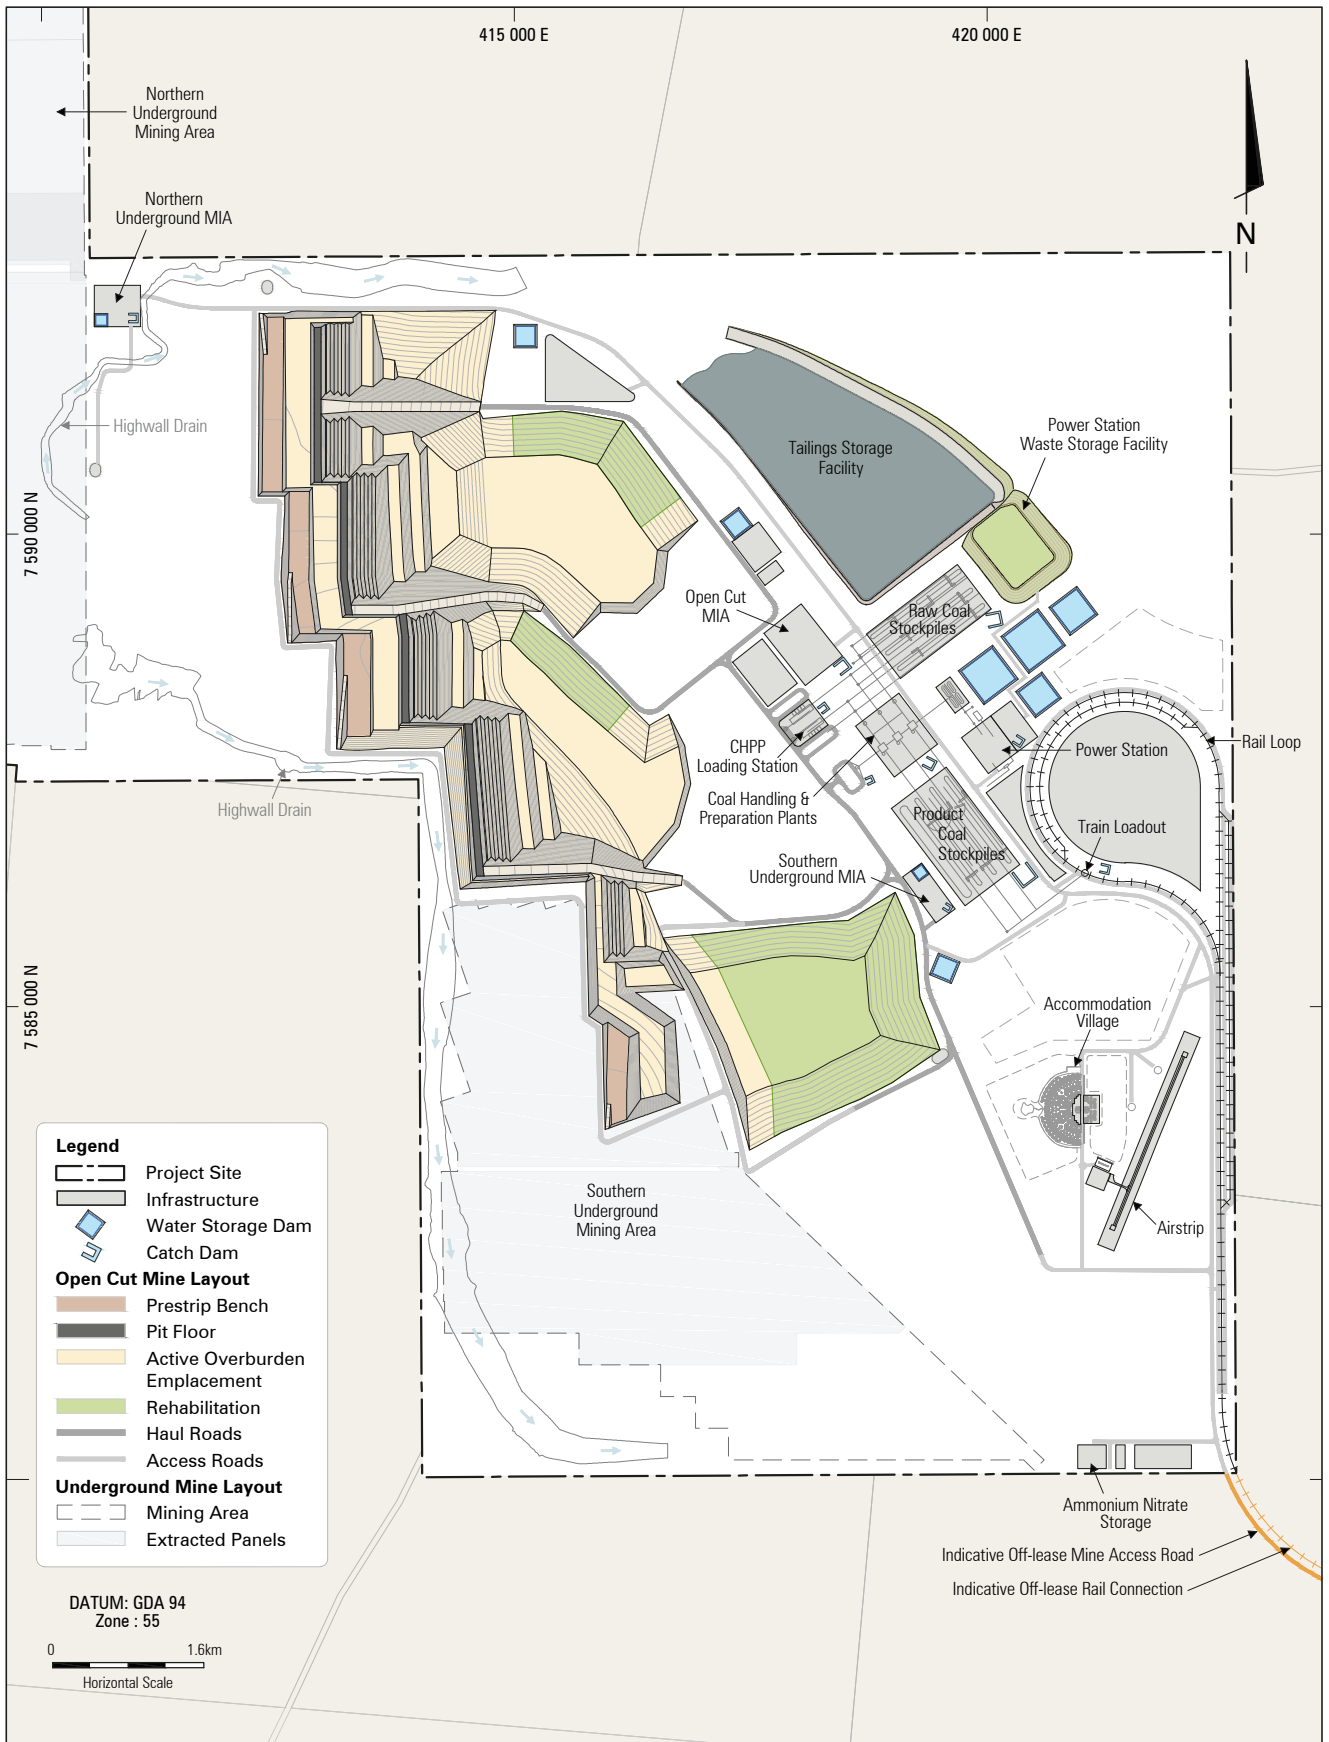 415 000 E
420 000 E
Northern
Underground
Mining Area
Northern
Underground MIA
N
Highwall Drain
Tailings Storage
Facility
Power Station
Waste Storage Facility
7 590 000 N
Open Cut
MIA
Raw Coal
Stockpiles
CHPP
Loading Station
Power Station
Rail Loop
Coal Handling &
Preparation Plants
Product
Coal
Stockpiles
Train Loadout
Highwall Drain
Southern
Underground MIA
7 585 000 N
Accommodation
Village
Airstrip
Southern
Underground
Mining Area
Legend
Project Site
Infrastructure
Water Storage Dam
Catch Dam
Open Cut Mine Layout
Prestrip Bench
Pit Floor
Active Overburden
Emplacement
Rehabilitation
Haul Roads
Access Roads
Underground Mine Layout
Mining Area
Extracted Panels
Ammonium Nitrate
Storage
Indicative Off-lease Mine Access Road
Indicative Off-lease Rail Connection
DATUM: GDA 94
Zone : 55
0 1.6km
Horizontal Scale